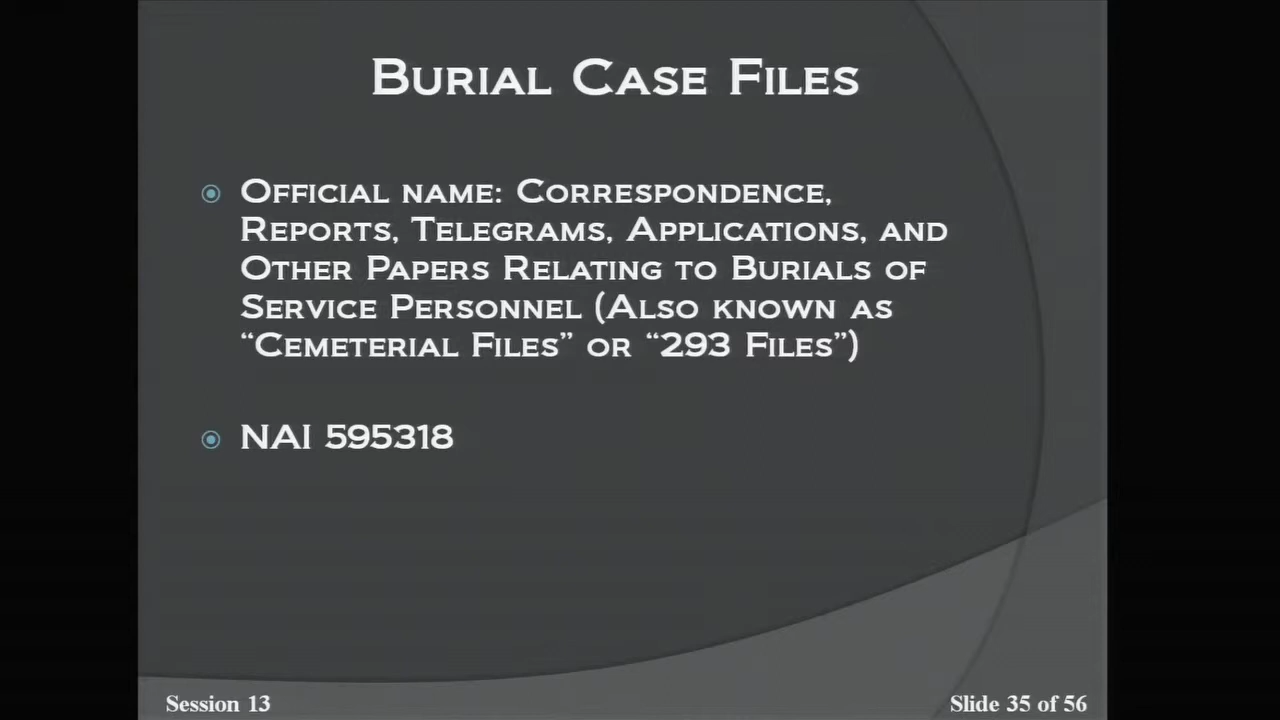 Burial Case Files
Official name: Correspondence,
Reports, Telegrams, Applications, and
Other Papers Relating to Burials of
Service Personnel (Also known as
“Cemeterial Files” or “293 Files”)
NAI 595318
Session 13
Slide 35 of 56